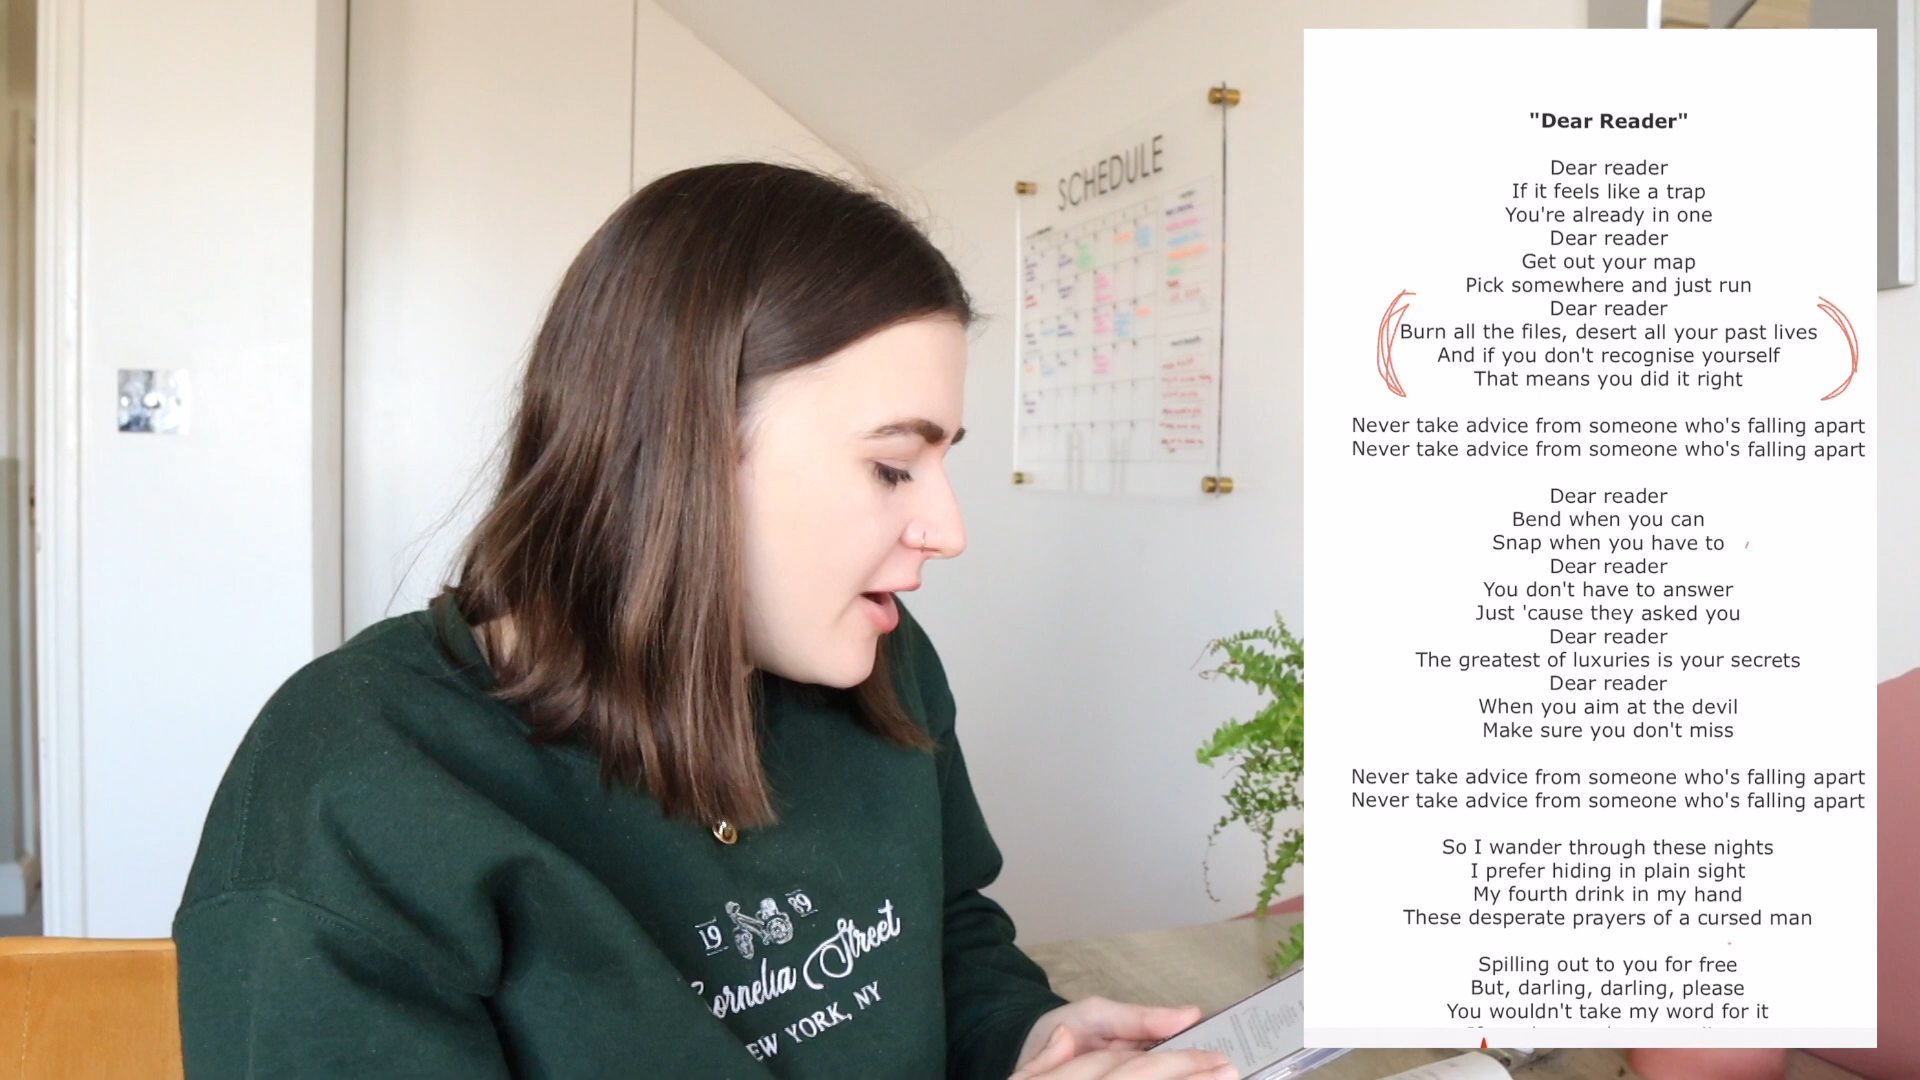 SCHEDULE
19 89
Cornelia Street
NEW YORK, NY
"Dear Reader"
Dear reader
If it feels like a trap
You're already in one
Dear reader
Get out your map
Pick somewhere and just run
Dear reader
Burn all the files, desert all your past lives
And if you don't recognise yourself
That means you did it right
Never take advice from someone who's falling apart
Never take advice from someone who's falling apart
Dear reader
Bend when you can
Snap when you have to
Dear reader
You don't have to answer
Just 'cause they asked you
Dear reader
The greatest of luxuries is your secrets
Dear reader
When you aim at the devil
Make sure you don't miss
Never take advice from someone who's falling apart
Never take advice from someone who's falling apart
So I wander through these nights
I prefer hiding in plain sight
My fourth drink in my hand
These desperate prayers of a cursed man
Spilling out to you for free
But, darling, darling, please
You wouldn't take my word for it